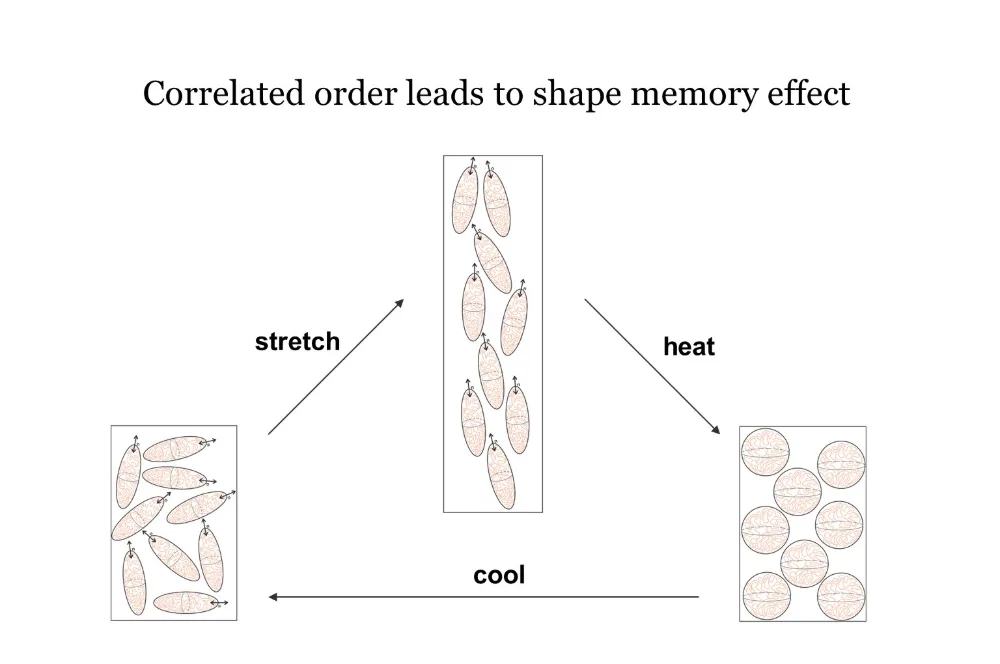 Correlated order leads to shape memory effect
stretch
heat
cool